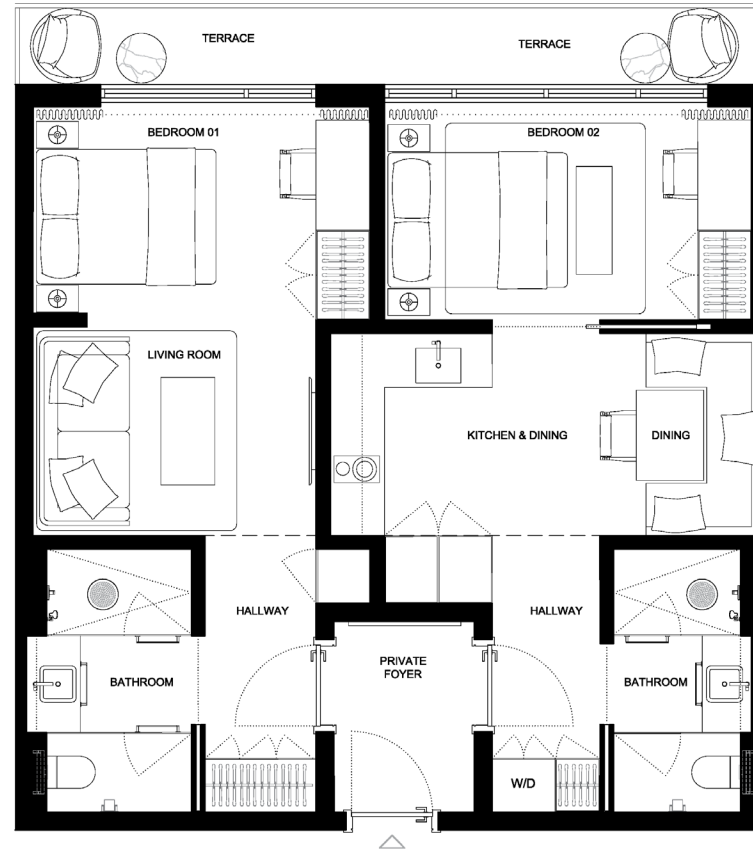 TERRACE
TERRACE
BEDROOM 01
BEDROOM 02
LIVING ROOM
KITCHEN & DINING
DINING
HALLWAY
HALLWAY
PRIVATE
FOYER
BATHROOM
BATHROOM
W/D